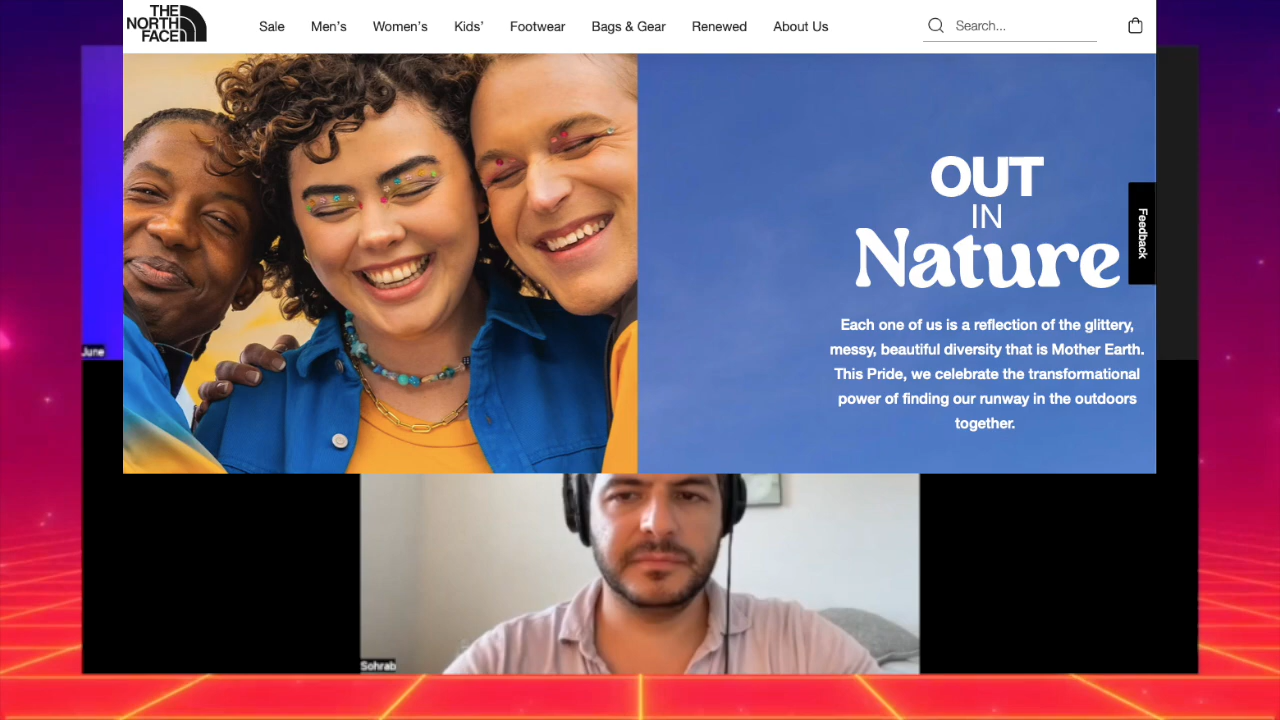 THE
NORTH
FACE
Sale Men's Women's Kids' Footwear Bags & Gear Renewed About Us
Search...
OUT
IN
Nature
Feedback
Each one of us is a reflection of the glittery,
messy, beautiful diversity that is Mother Earth.
This Pride, we celebrate the transformational
power of finding our runway in the outdoors
together.
June
Sohrab